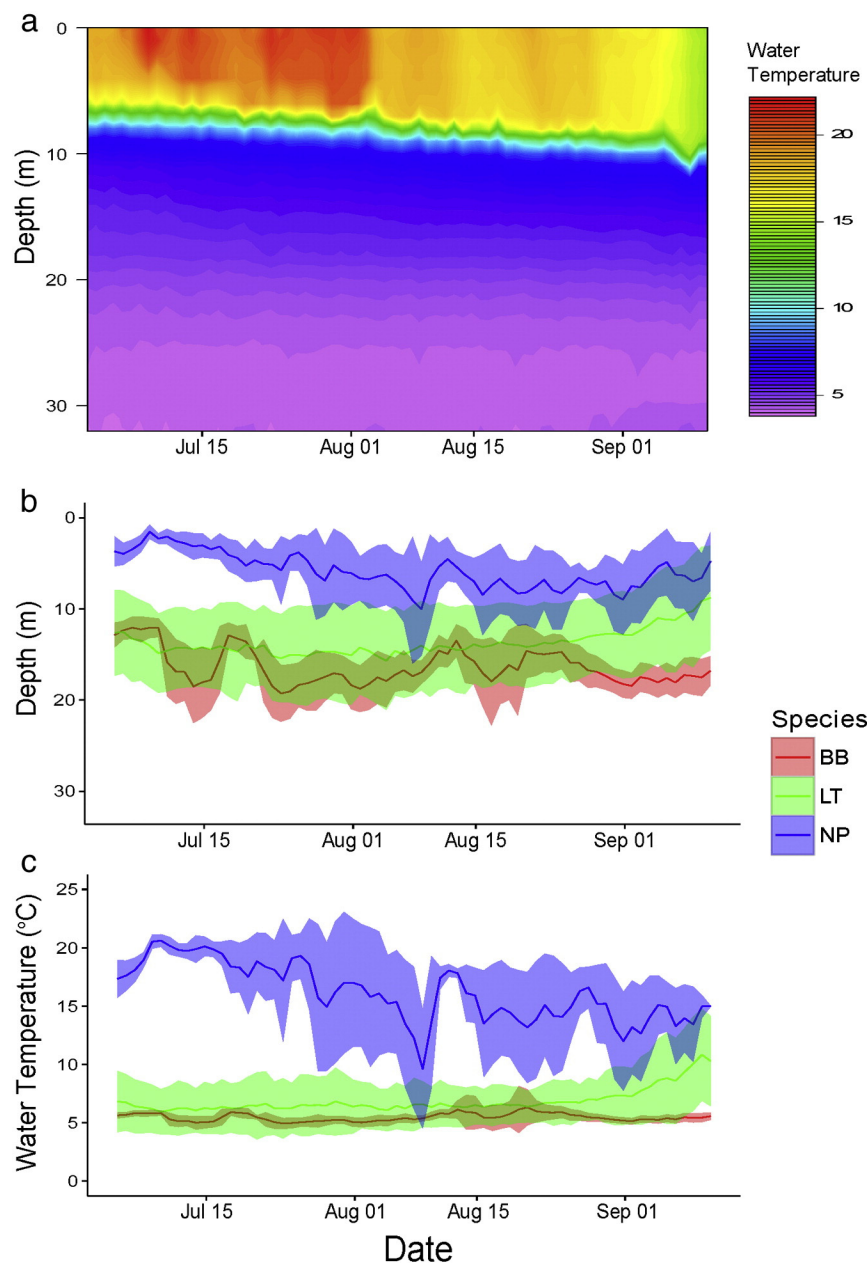 a
Water
Temperature
0
10
20
30
Depth (m)
Jul 15
Aug 01
Aug 15
Sep 01
20
15
10
5
b
0
10
20
30
Depth (m)
Jul 15
Aug 01
Aug 15
Sep 01
Species
BB
LT
NP
c
25
20
15
10
5
0
Water Temperature (°C)
Jul 15
Aug 01
Aug 15
Sep 01
Date